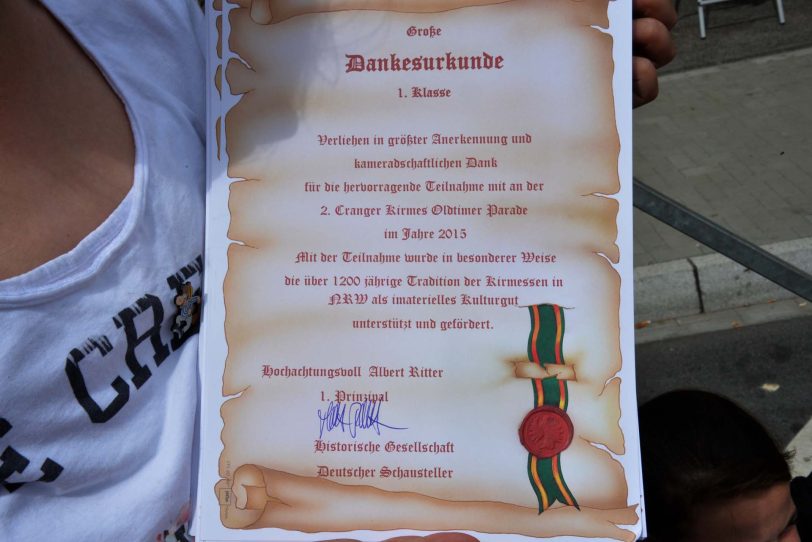 Große
Dankesurkunde
1. Klasse
Verliehen in größter Anerkennung und
kameradschaftlichen Dank
für die hervorragende Teilnahme mit an der
2. Cranger Kirmes Oldtimer Parade
im Jahre 2015
Mit der Teilnahme wurde in besonderer Weise
die über 1200 jährige Tradition der Kirmessen in
NRW als imaterielles Kulturgut
unterstützt und gefördert.
Hochachtungsvoll Albert Ritter
1. Prinzipal
Historische Gesellschaft
Deutscher Schausteller